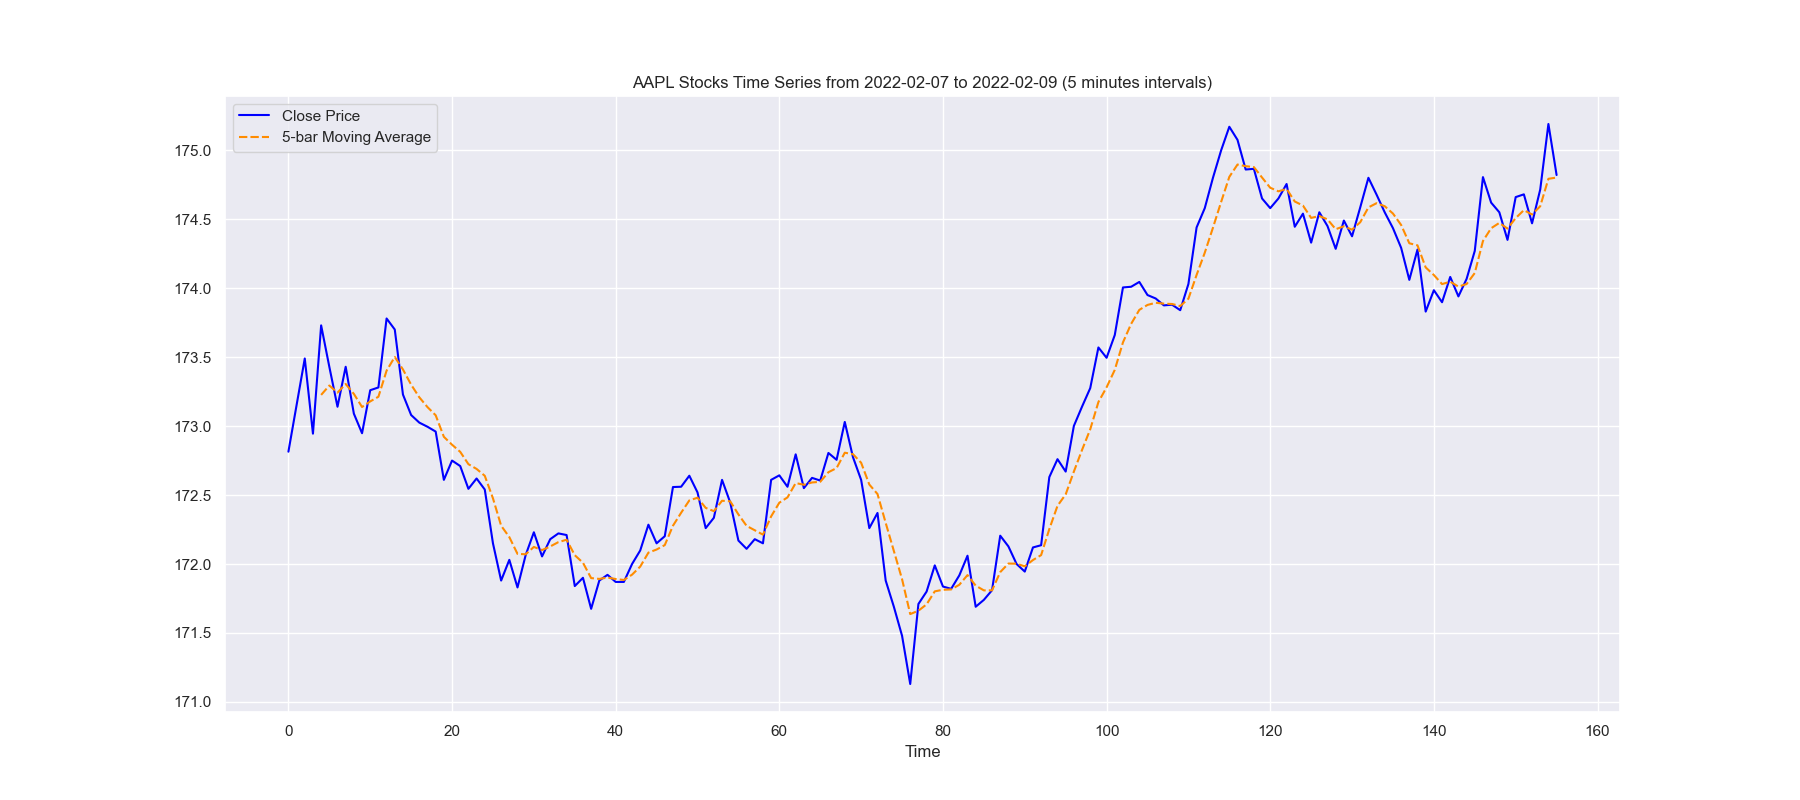 AAPL Stocks Time Series from 2022-02-07 to 2022-02-09 (5 minutes intervals)
Close Price
5-bar Moving Average
175.0
174.5
174.0
173.5
173.0
172.5
172.0
171.5
171.0
0 20 40 60 80 100 120 140 160
Time